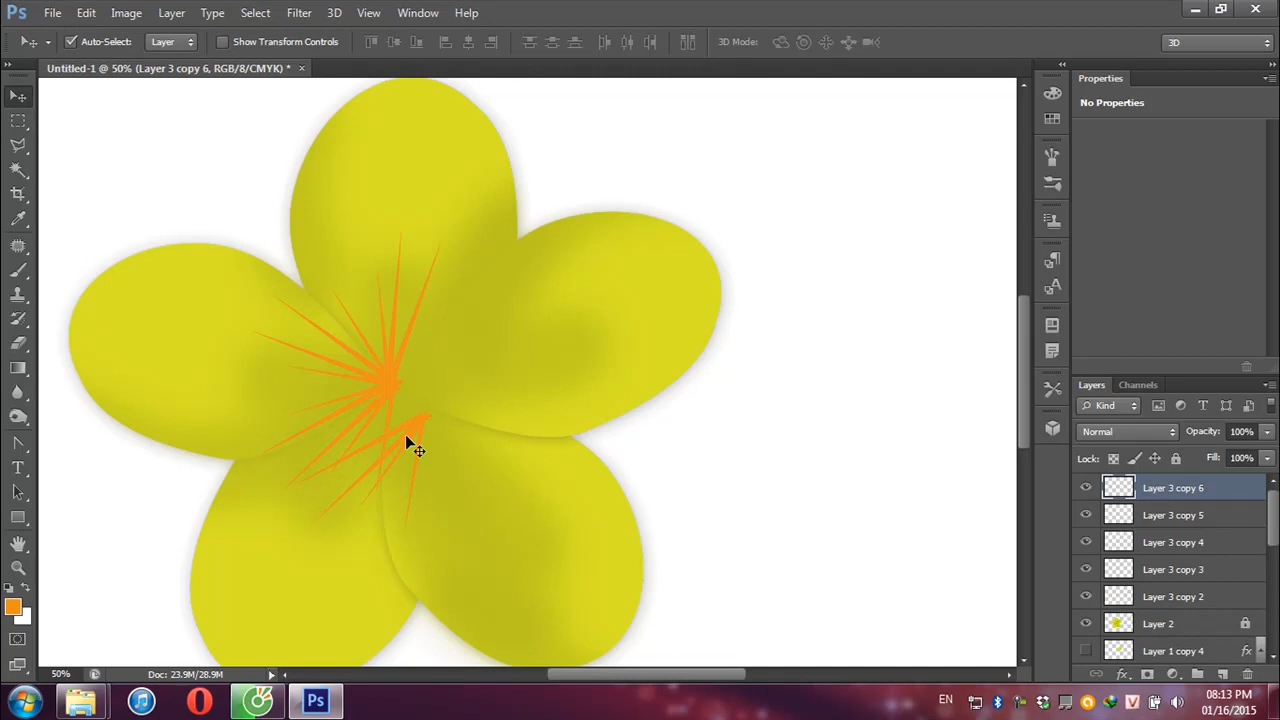 Ps File Edit Image Layer Type Select Filter 3D View Window Help
Auto-Select: Layer Show Transform Controls 3D Mode: 3D
Untitled-1 @ 50% (Layer 3 copy 6, RGB/8/CMYK) * ×
Properties
No Properties
Layers Channels
Kind
Normal Opacity: 100%
Lock: Fill: 100%
Layer 3 copy 6
Layer 3 copy 5
Layer 3 copy 4
Layer 3 copy 3
Layer 3 copy 2
Layer 2
Layer 1 copy 4 fx
50% Doc: 23.9M/28.9M
Ps EN V 08:13 PM
01/16/2015